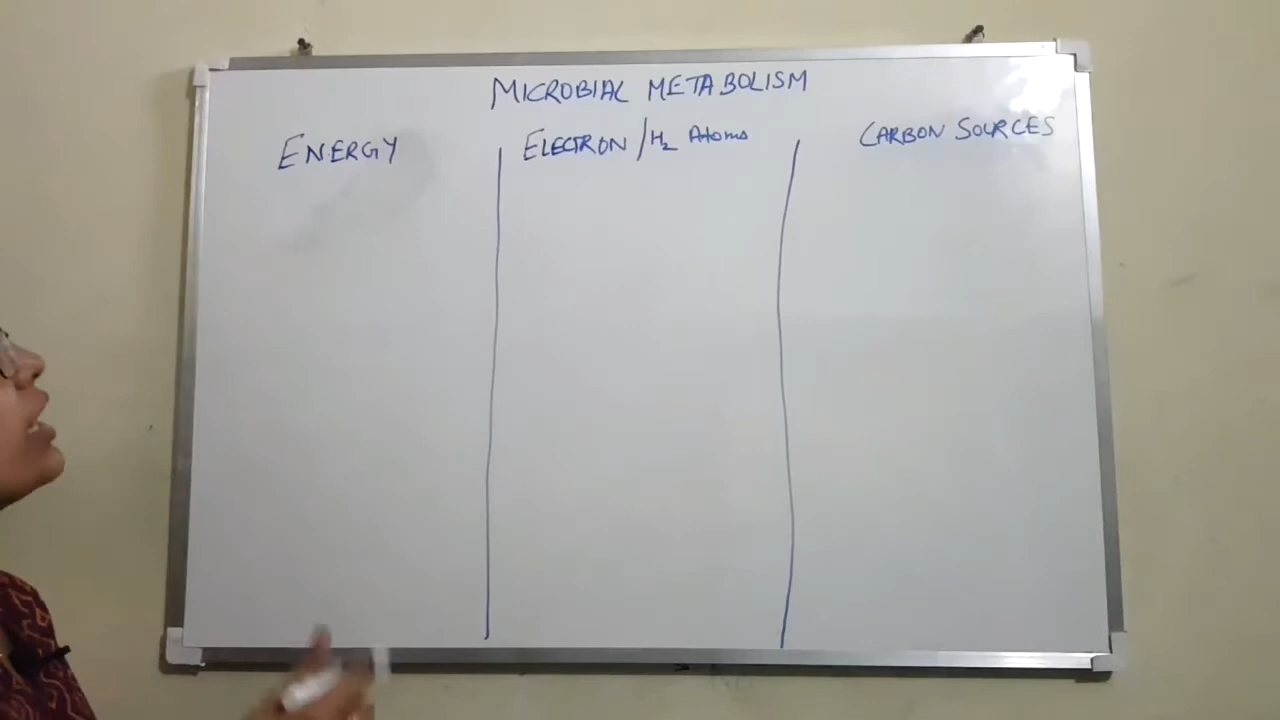 MICROBIAL METABOLISM
ENERGY
ELECTRON/H₂ Atoms
CARBON SOURCES